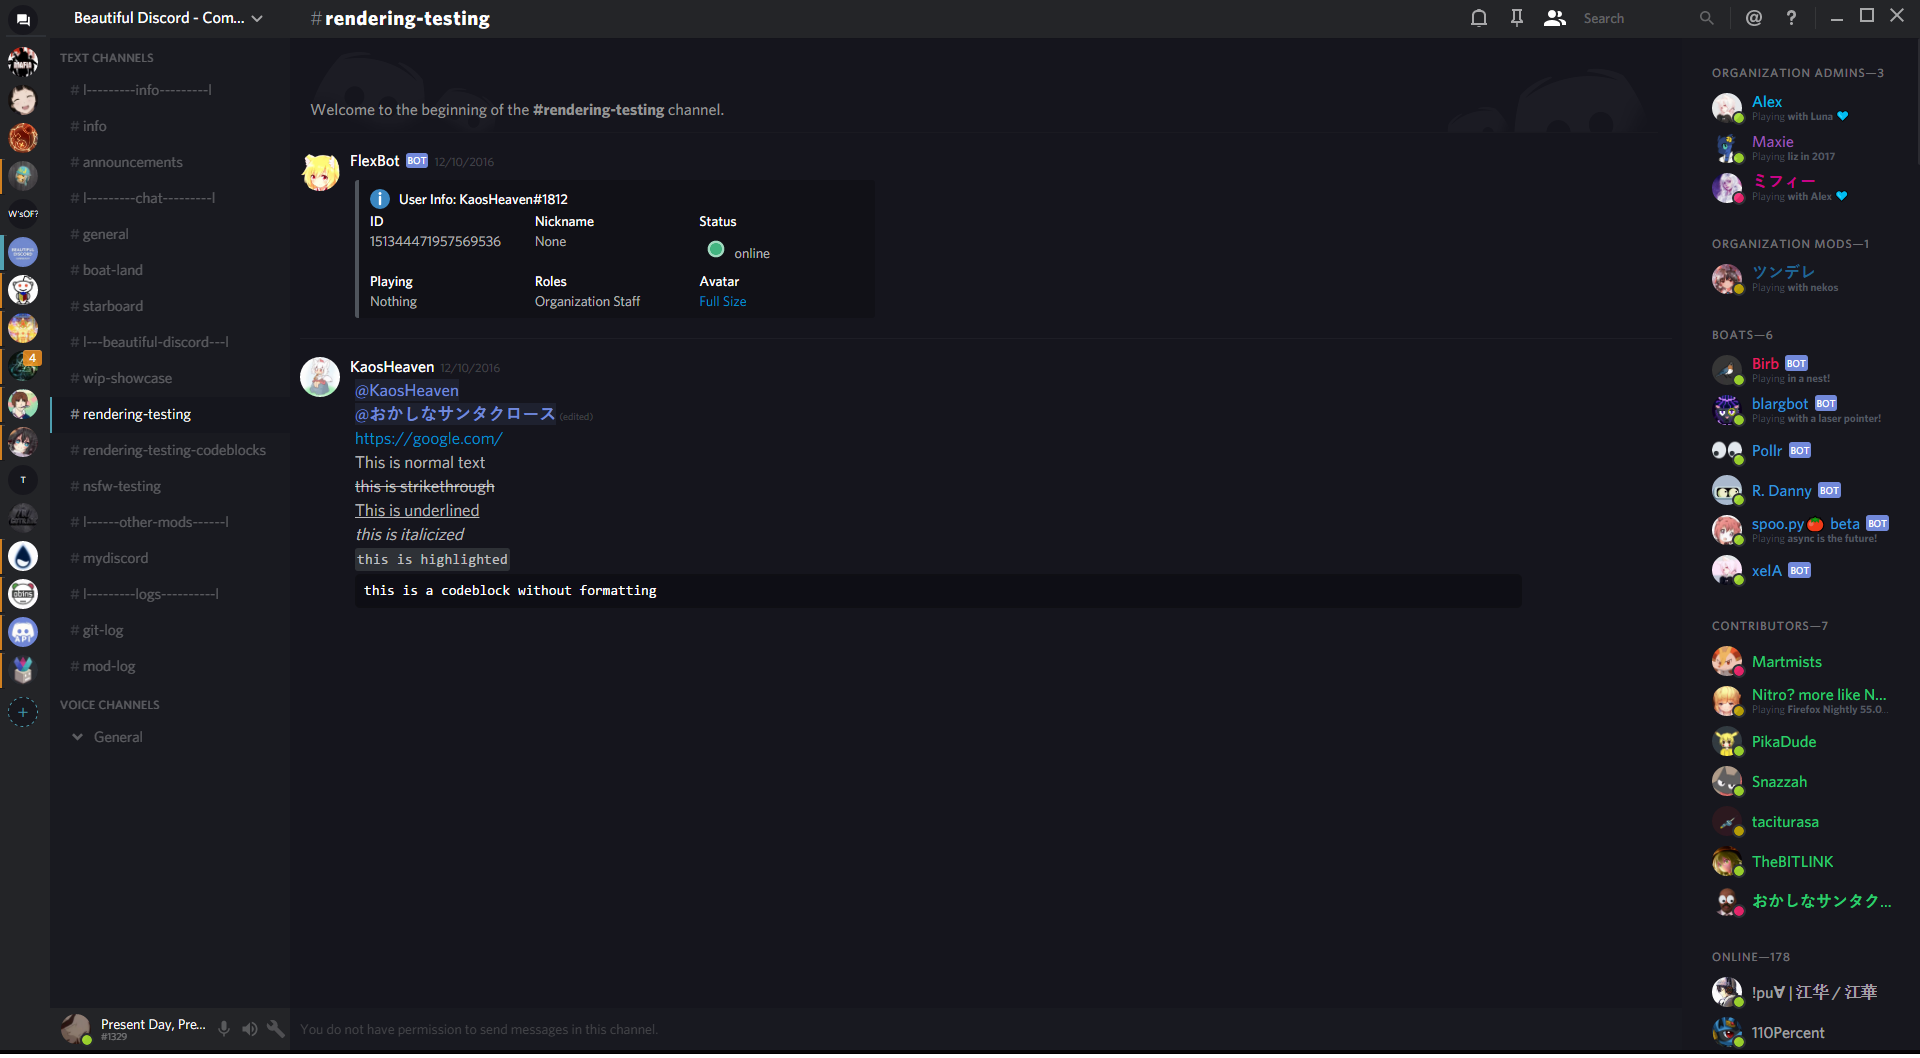 Beautiful Discord - Com...
#rendering-testing
Search
TEXT CHANNELS
# l---------info---------l
# info
# announcements
# l---------chat---------l
# general
# boat-land
# starboard
# l---beautiful-discord---l
# wip-showcase
# rendering-testing
# rendering-testing-codeblocks
# nsfw-testing
# l------other-mods------l
# mydiscord
# l---------logs----------l
# git-log
# mod-log
VOICE CHANNELS
General
W'sOF?
4
T
API
Present Day, Pre...
#1329
Welcome to the beginning of the #rendering-testing channel.
FlexBot BOT 12/10/2016
User Info: KaosHeaven#1812
ID Nickname Status
151344471957569536 None online
Playing Roles Avatar
Nothing Organization Staff Full Size
KaosHeaven 12/10/2016
@KaosHeaven
@おかしなサンタクロース (edited)
https://google.com/
This is normal text
this is strikethrough
This is underlined
this is italicized
this is highlighted
this is a codeblock without formatting
You do not have permission to send messages in this channel.
ORGANIZATION ADMINS—3
Alex
Playing with Luna
Maxie
Playing liz in 2017
ミフィー
Playing with Alex
ORGANIZATION MODS—1
ツンデレ
Playing with nekos
BOATS—6
Birb BOT
Playing in a nest!
blargbot BOT
Playing with a laser pointer!
Pollr BOT
R. Danny BOT
spoo.py🍅 beta BOT
Playing async is the future!
xelA BOT
CONTRIBUTORS—7
Martmists
Nitro? more like N...
Playing Firefox Nightly 55.0...
PikaDude
Snazzah
taciturasa
TheBITLINK
おかしなサンタク...
ONLINE—178
!pu∀ | 江华 / 江華
110Percent